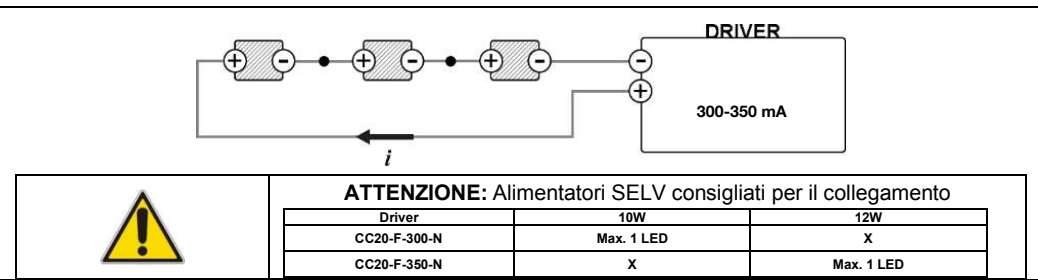 DRIVER
+ - + - + - -
+
300-350 mA
i
ATTENZIONE: Alimentatori SELV consigliati per il collegamento
Driver 10W 12W
CC20-F-300-N Max. 1 LED X
CC20-F-350-N X Max. 1 LED